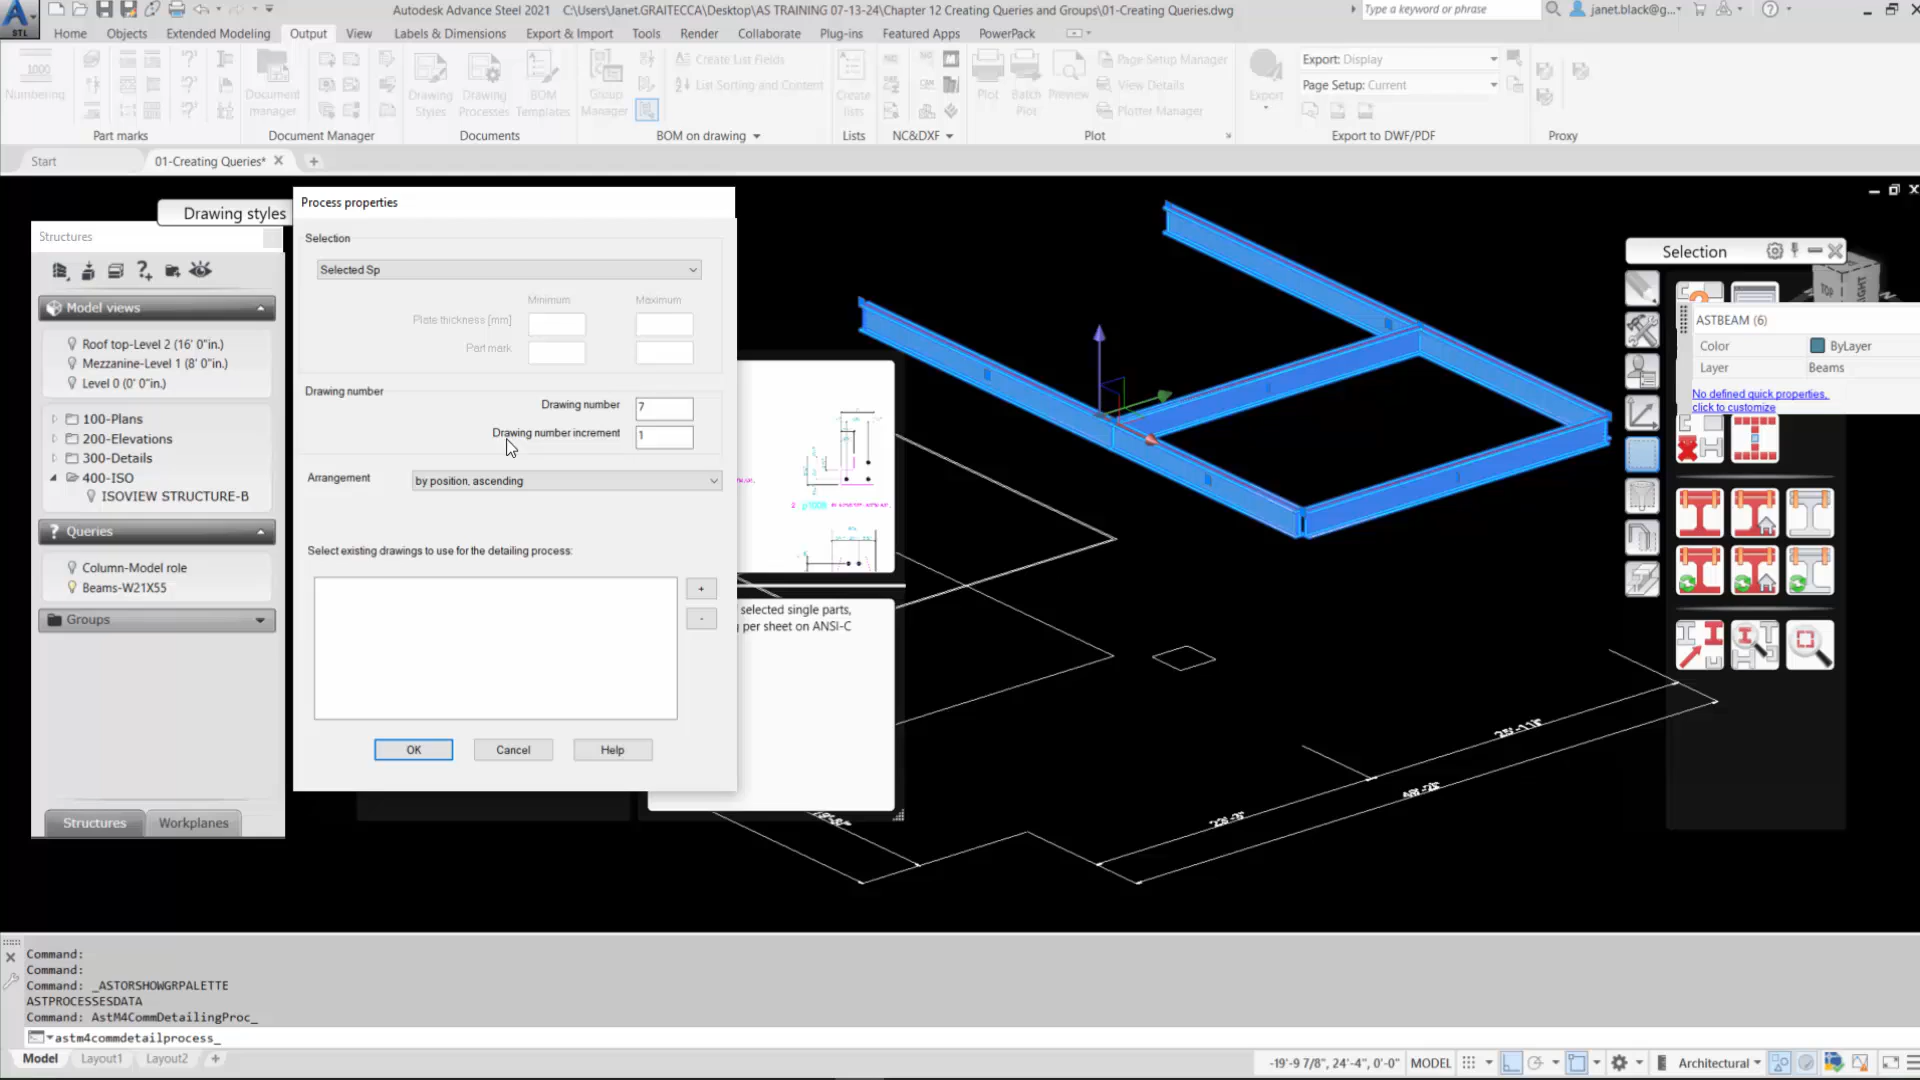 Autodesk Advance Steel 2021 C:\Users\Janet.GRAITECCA\Desktop\AS TRAINING 07-13-24\Chapter 12 Creating Queries and Groups\01-Creating Queries.dwg
Type a keyword or phrase
janet.black@g...
STL
Home Objects Extended Modeling Output View Labels & Dimensions Export & Import Tools Render Collaborate Plug-ins Featured Apps PowerPack
1000
Numbering
Document manager
Drawing Styles
Drawing Processes
BOM Templates
Group Manager
Create List Fields
List Sorting and Content
Create lists
Plot
Batch Plot
Preview
Page Setup Manager
View Details
Plotter Manager
Export
Export: Display
Page Setup: Current
Part marks Document Manager Documents BOM on drawing Lists NC&DXF Plot Export to DWF/PDF Proxy
Start 01-Creating Queries*
Drawing styles
Structures
Model views
Roof top-Level 2 (16' 0"in.)
Mezzanine-Level 1 (8' 0"in.)
Level 0 (0' 0"in.)
100-Plans
200-Elevations
300-Details
400-ISO
ISOVIEW STRUCTURE-B
Queries
Column-Model role
Beams-W21X55
Groups
Structures Workplanes
Process properties
Selection
Selected Sp
Minimum Maximum
Plate thickness [mm]
Part mark
Drawing number
Drawing number 7
Drawing number increment 1
Arrangement by position, ascending
Select existing drawings to use for the detailing process:
+
-
OK Cancel Help
selected single parts,
per sheet on ANSI-C
Selection
TOP RIGHT
ASTBEAM (6)
Color ByLayer
Layer Beams
No defined quick properties,
click to customize
Command:
Command:
Command: _ASTORSHOWGRPALETTE
ASTPROCESSESDATA
Command: AstM4CommDetailingProc_
astm4commdetailprocess_
Model Layout1 Layout2 +
-19'-9 7/8", 24'-4", 0'-0" MODEL Architectural